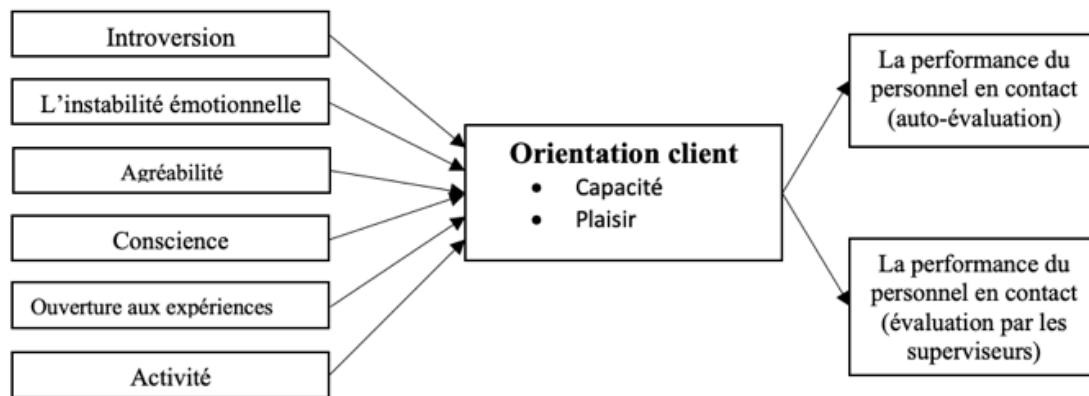 Introversion
L'instabilité émotionnelle
Agréabilité
Conscience
Ouverture aux expériences
Activité
Orientation client
• Capacité
• Plaisir
La performance du
personnel en contact
(auto-évaluation)
La performance du
personnel en contact
(évaluation par les
superviseurs)